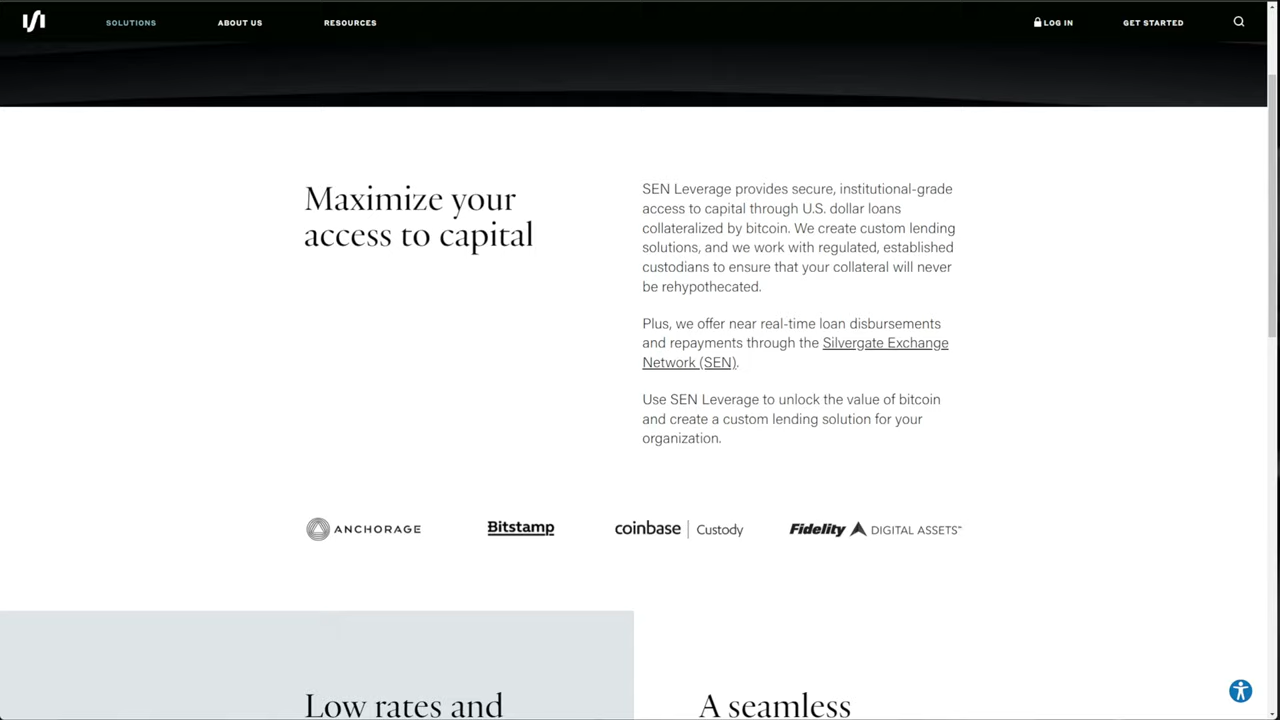 SOLUTIONS
ABOUT US
RESOURCES
LOG IN
GET STARTED
Maximize your
access to capital
SEN Leverage provides secure, institutional-grade
access to capital through U.S. dollar loans
collateralized by bitcoin. We create custom lending
solutions, and we work with regulated, established
custodians to ensure that your collateral will never
be rehypothecated.
Plus, we offer near real-time loan disbursements
and repayments through the Silvergate Exchange
Network (SEN).
Use SEN Leverage to unlock the value of bitcoin
and create a custom lending solution for your
organization.
ANCHORAGE
Bitstamp
coinbase | Custody
Fidelity DIGITAL ASSETS℠
Low rates and
A seamless